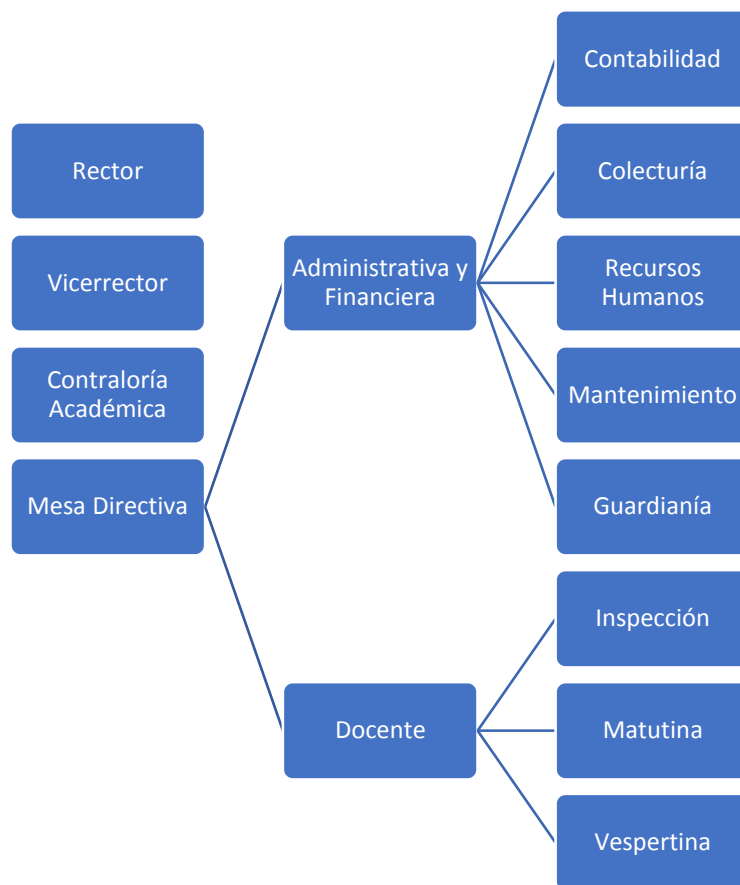 Rector
Vicerrector
Contraloría
Académica
Mesa Directiva
Administrativa y
Financiera
Contabilidad
Colecturía
Recursos
Humanos
Mantenimiento
Guardianía
Docente
Inspección
Matutina
Vespertina